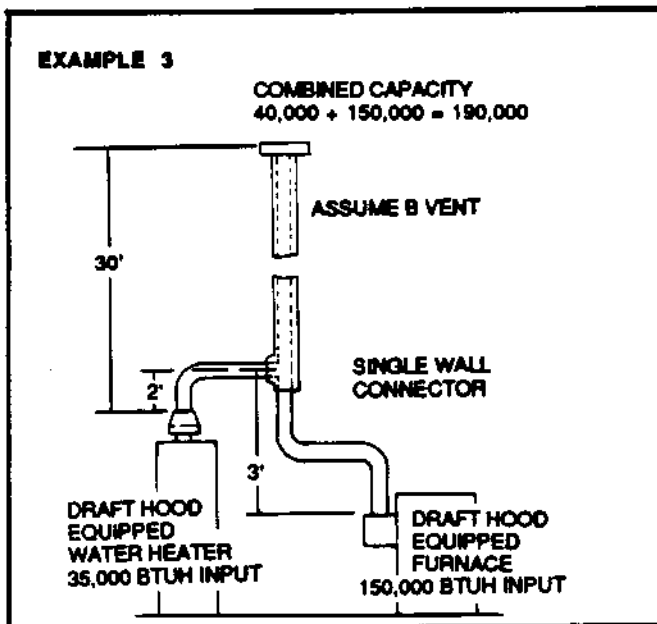 EXAMPLE 3
COMBINED CAPACITY
40,000 + 150,000 = 190,000
ASSUME B VENT
30'
SINGLE WALL
CONNECTOR
2'
3'
DRAFT HOOD
EQUIPPED
WATER HEATER
35,000 BTUH INPUT
DRAFT HOOD
EQUIPPED
FURNACE
150,000 BTUH INPUT